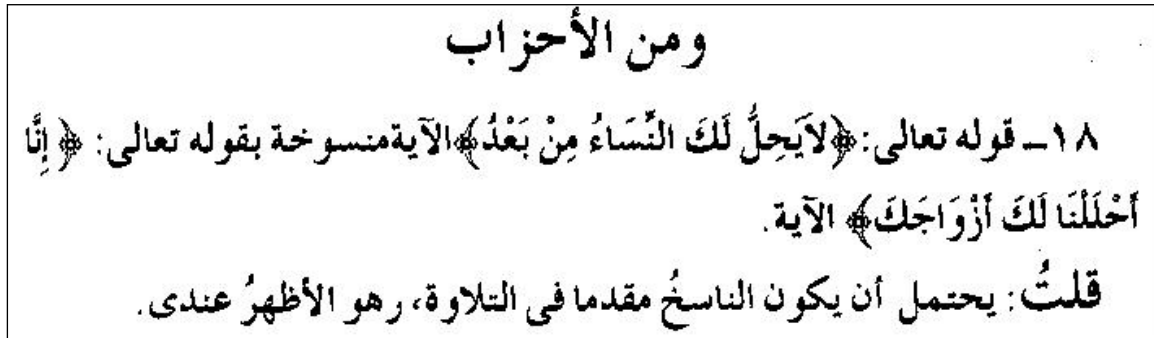 ومن الأحزاب
١٨ـ قوله تعالى: ﴿لاَيَحِلُّ لَكَ النِّسَاءُ مِنْ بَعْدُ﴾ الآيةمنسوخة بقوله تعالى: ﴿ إِنَّا
أَحْلَلْنَا لَكَ أَزْوَاجَكَ﴾ الآية.
قلتُ: يحتمل أن يكون الناسخُ مقدما فى التلاوة، رهو الأظهرُ عندى.